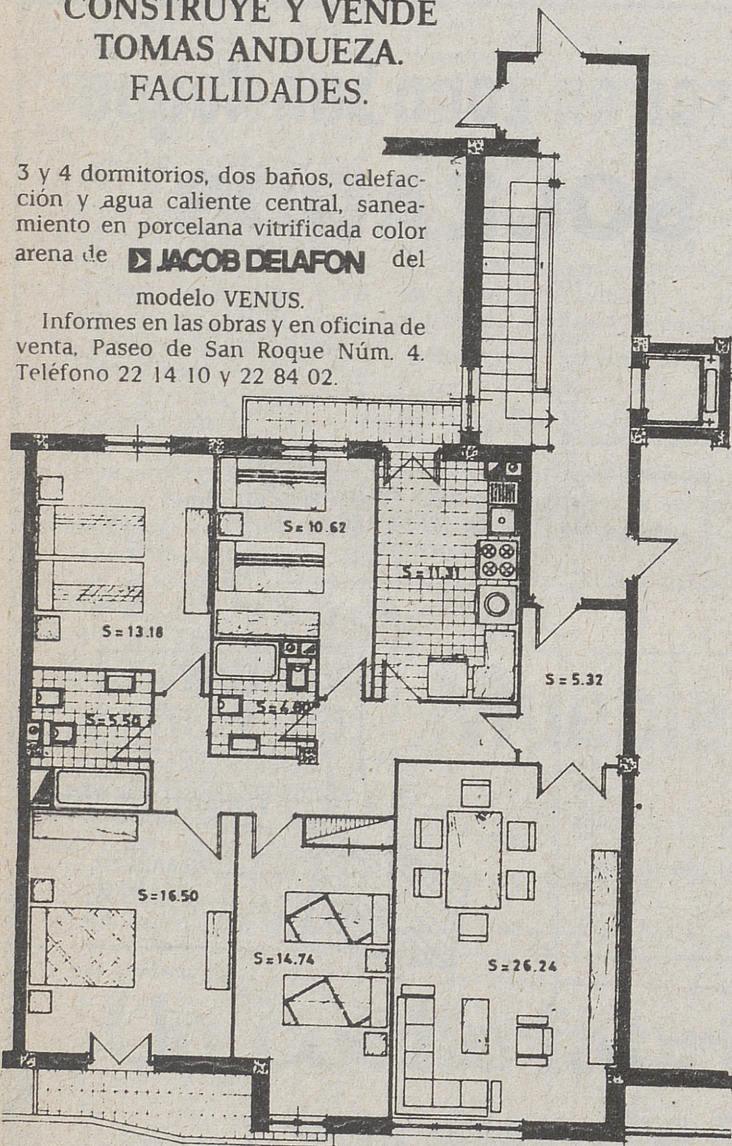 CONSTRUYE Y VENDE
TOMAS ANDUEZA.
FACILIDADES.
3 y 4 dormitorios, dos baños, calefac-
ción y agua caliente central, sanea-
miento en porcelana vitrificada color
arena de JACOB DELAFON del
modelo VENUS.
Informes en las obras y en oficina de
venta, Paseo de San Roque Núm. 4.
Teléfono 22 14 10 y 22 84 02.
S=10.62
S=11.31
S=13.18
S=5.32
S=5.50
S=4.00
S=16.50
S=14.74
S=26.24